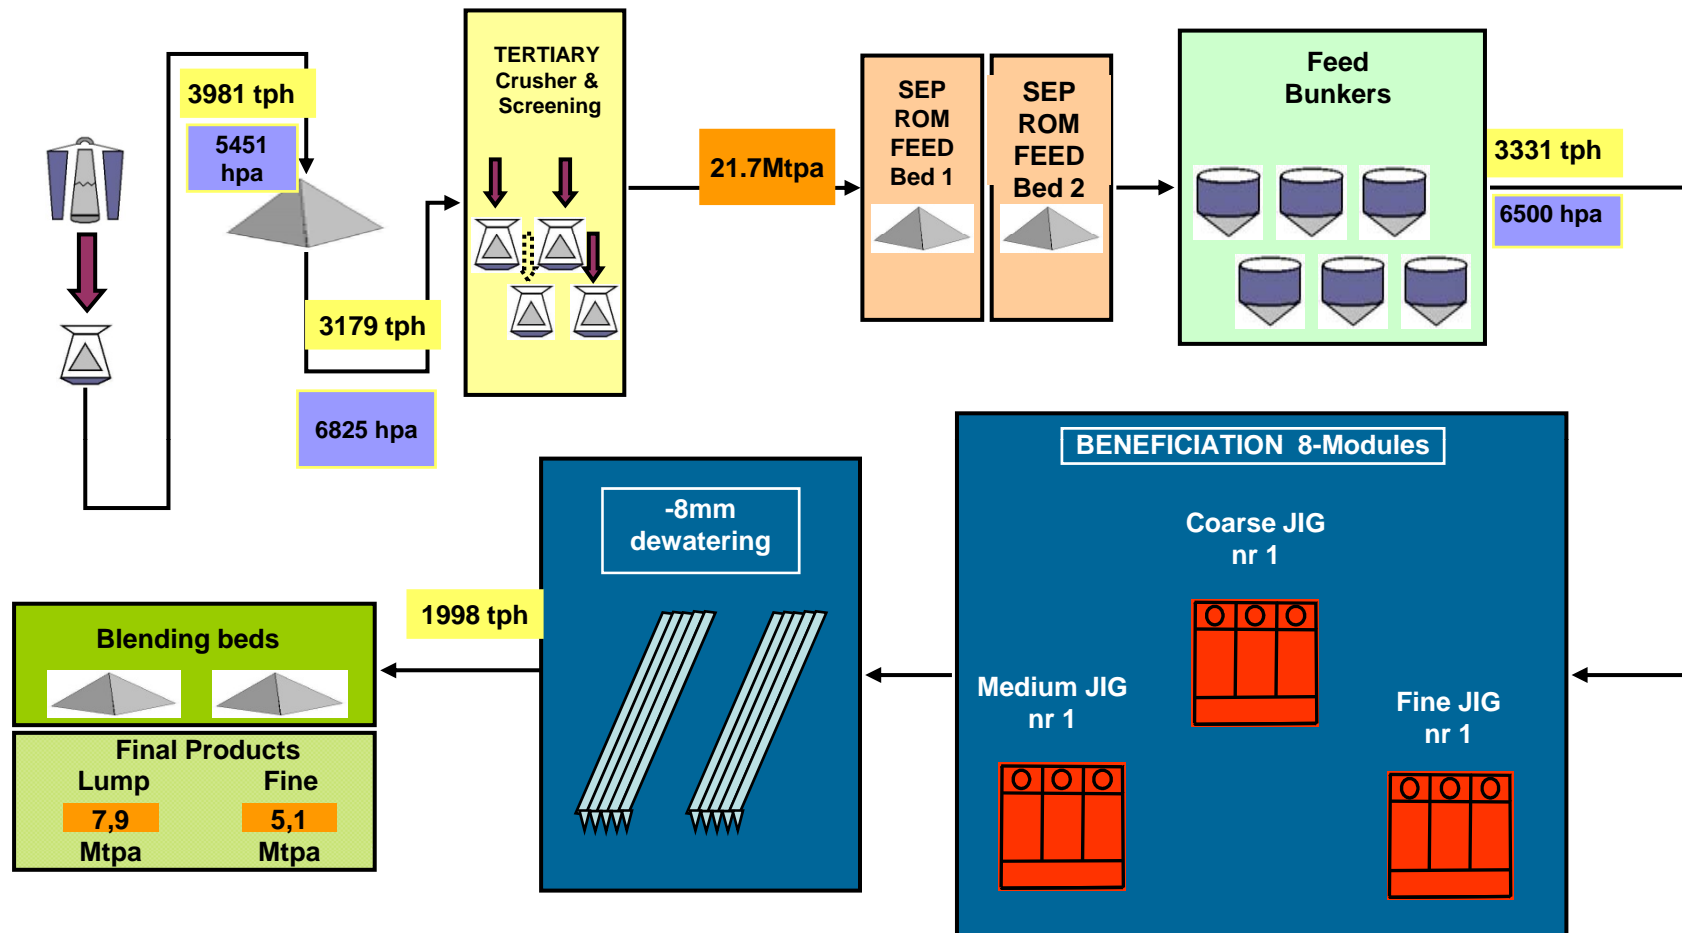 3981 tph
5451
hpa
3179 tph
6825 hpa
TERTIARY
Crusher &
Screening
21.7Mtpa
SEP
ROM
FEED
Bed 1
SEP
ROM
FEED
Bed 2
Feed
Bunkers
3331 tph
6500 hpa
BENEFICIATION 8-Modules
Coarse JIG
nr 1
Medium JIG
nr 1
Fine JIG
nr 1
-8mm
dewatering
1998 tph
Blending beds
Final Products
Lump Fine
7,9 5,1
Mtpa Mtpa